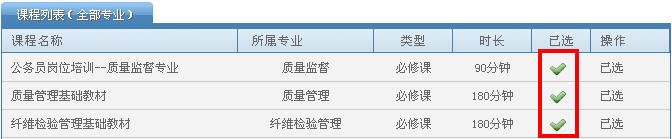 课程列表(全部专业)
课程名称 所属专业 类型 时长 已选 操作
公务员岗位培训--质量监督专业 质量监督 必修课 90分钟 已选
质量管理基础教材 质量管理 必修课 180分钟 已选
纤维检验管理基础教材 纤维检验管理 必修课 180分钟 已选